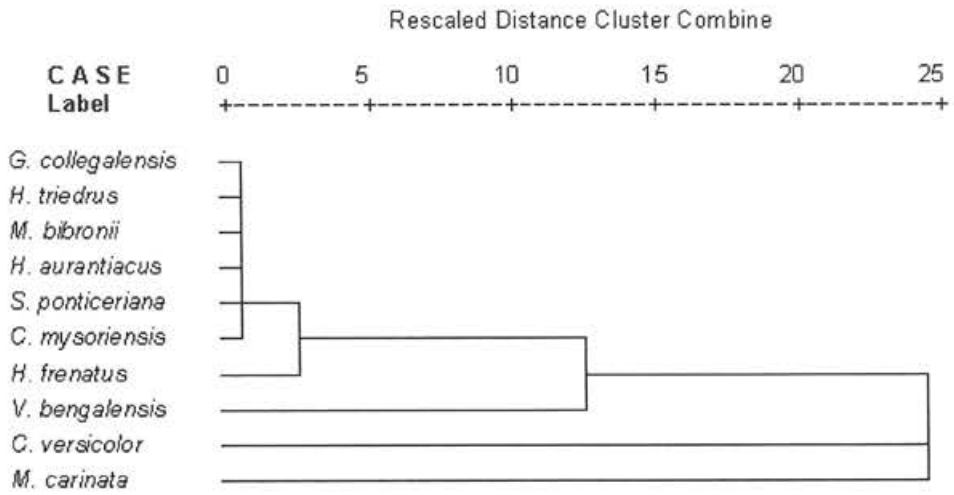 Rescaled Distance Cluster Combine
CASE 0 5 10 15 20 25
Label
G. collegalensis
H. triedrus
M. bibronii
H. aurantiacus
S. ponticeriana
C. mysoriensis
H. frenatus
V. bengalensis
C. versicolor
M. carinata